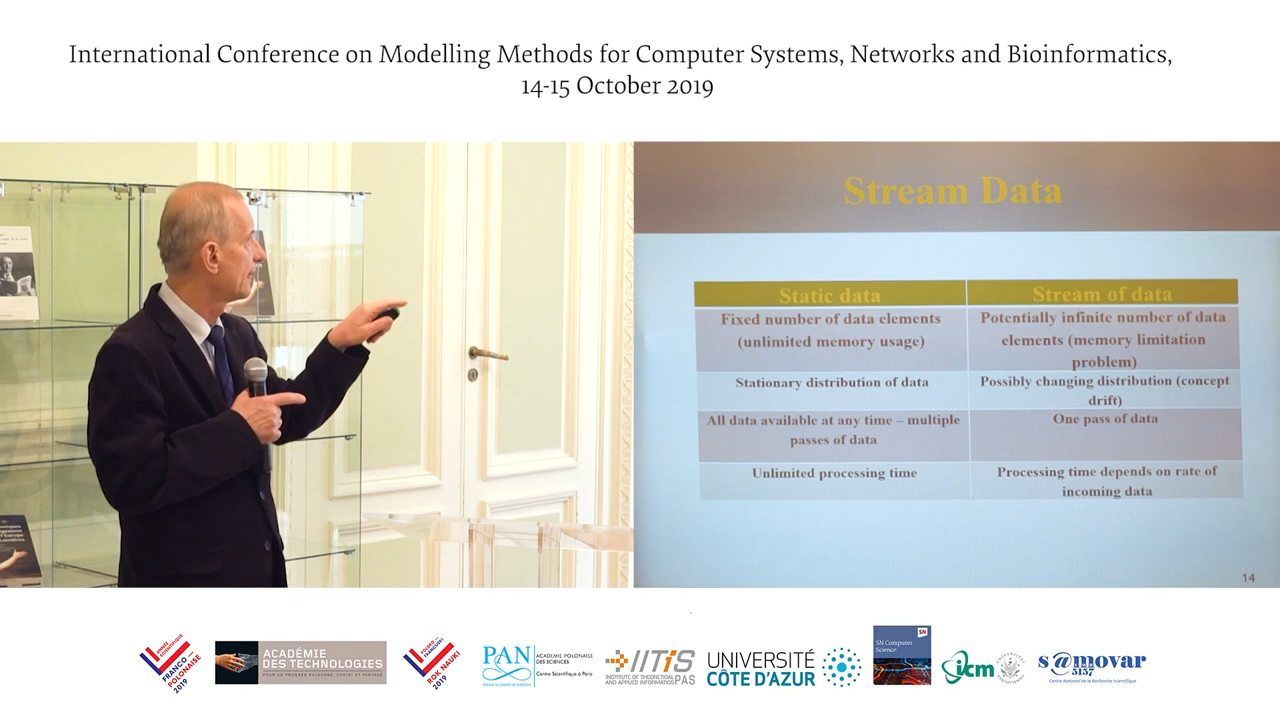 International Conference on Modelling Methods for Computer Systems, Networks and Bioinformatics,
14-15 October 2019
Stream Data
Static data
Stream of data
Fixed number of data elements
(unlimited memory usage)
Potentially infinite number of data
elements (memory limitation
problem)
Stationary distribution of data
Possibly changing distribution (concept
drift)
All data available at any time – multiple
passes of data
One pass of data
Unlimited processing time
Processing time depends on rate of
incoming data
14
ANNÉE
SCIENTIFIQUE
FRANCO
POLONAISE
2019
ACADÉMIE
DES TECHNOLOGIES
POUR UN PROGRÈS RAISONNÉ, CHOISI ET PARTAGÉ
ROK NAUKI
2019
PAN
ACADEMIE POLONAISE
DES SCIENCES
Centre Scientifique à Paris
IITiS
INSTITUTE OF THEORETICAL
AND APPLIED INFORMATICS
PAS
UNIVERSITÉ
CÔTE D'AZUR
SN
SN Computer
Science
icm
s@movar
5157
Centre National de la Recherche Scientifique